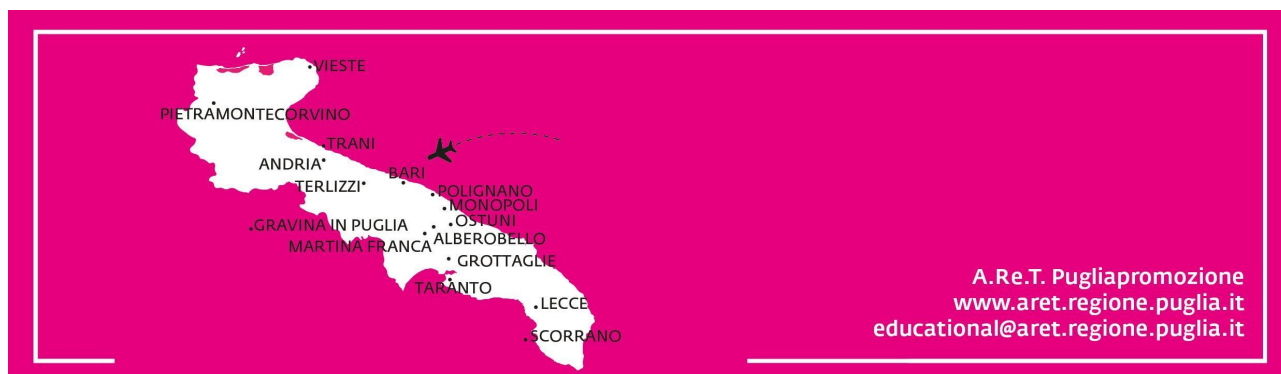 VIESTE
PIETRAMONTECORVINO
TRANI
ANDRIA
BARI
TERLIZZI
POLIGNANO
MONOPOLI
OSTUNI
GRAVINA IN PUGLIA
ALBEROBELLO
MARTINA FRANCA
GROTTAGLIE
TARANTO
LECCE
SCORRANO
A.Re.T. Pugliapromozione
www.aret.regione.puglia.it
educational@aret.regione.puglia.it